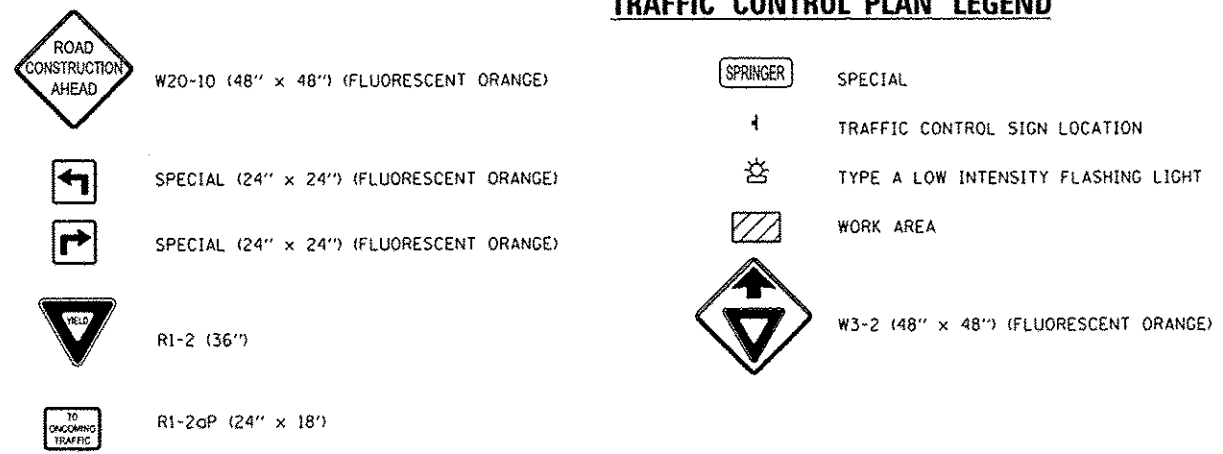 TRAFFIC CONTROL PLAN LEGEND
ROAD
CONSTRUCTION
AHEAD
W20-10 (48'' x 48'') (FLUORESCENT ORANGE)
SPECIAL (24'' x 24'') (FLUORESCENT ORANGE)
SPECIAL (24'' x 24'') (FLUORESCENT ORANGE)
YIELD
R1-2 (36'')
TO
ONCOMING
TRAFFIC
R1-2aP (24'' x 18')
SPRINGER
SPECIAL
TRAFFIC CONTROL SIGN LOCATION
TYPE A LOW INTENSITY FLASHING LIGHT
WORK AREA
W3-2 (48'' x 48'') (FLUORESCENT ORANGE)